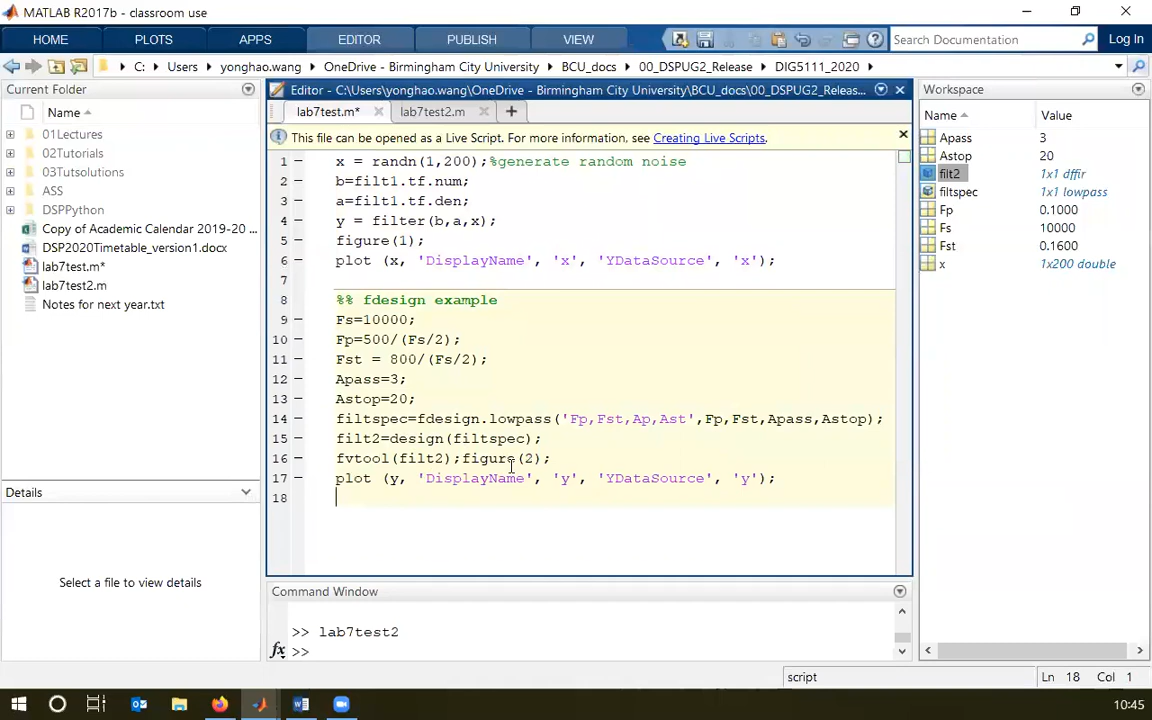 MATLAB R2017b - classroom use
HOME PLOTS APPS EDITOR PUBLISH VIEW Search Documentation Log In
C: Users yonghao.wang OneDrive - Birmingham City University BCU_docs 00_DSPUG2_Release DIG5111_2020
Current Folder
Name
01Lectures
02Tutorials
03Tutsolutions
ASS
DSPPython
Copy of Academic Calendar 2019-20 ...
DSP2020Timetable_version1.docx
lab7test.m*
lab7test2.m
Notes for next year.txt
Details
Select a file to view details
Editor - C:\Users\yonghao.wang\OneDrive - Birmingham City University\BCU_docs\00_DSPUG2_Releas...
lab7test.m* lab7test2.m
This file can be opened as a Live Script. For more information, see Creating Live Scripts.
1 x = randn(1,200);%generate random noise
2 b=filt1.tf.num;
3 a=filt1.tf.den;
4 y = filter(b,a,x);
5 figure(1);
6 plot (x, 'DisplayName', 'x', 'YDataSource', 'x');
7
8 %% fdesign example
9 Fs=10000;
10 Fp=500/(Fs/2);
11 Fst = 800/(Fs/2);
12 Apass=3;
13 Astop=20;
14 filtspec=fdesign.lowpass('Fp,Fst,Ap,Ast',Fp,Fst,Apass,Astop);
15 filt2=design(filtspec);
16 fvtool(filt2);figure(2);
17 plot (y, 'DisplayName', 'y', 'YDataSource', 'y');
18
Command Window
>> lab7test2
fx >>
Workspace
Name Value
Apass 3
Astop 20
filt2 1x1 dffir
filtspec 1x1 lowpass
Fp 0.1000
Fs 10000
Fst 0.1600
x 1x200 double
script Ln 18 Col 1
10:45